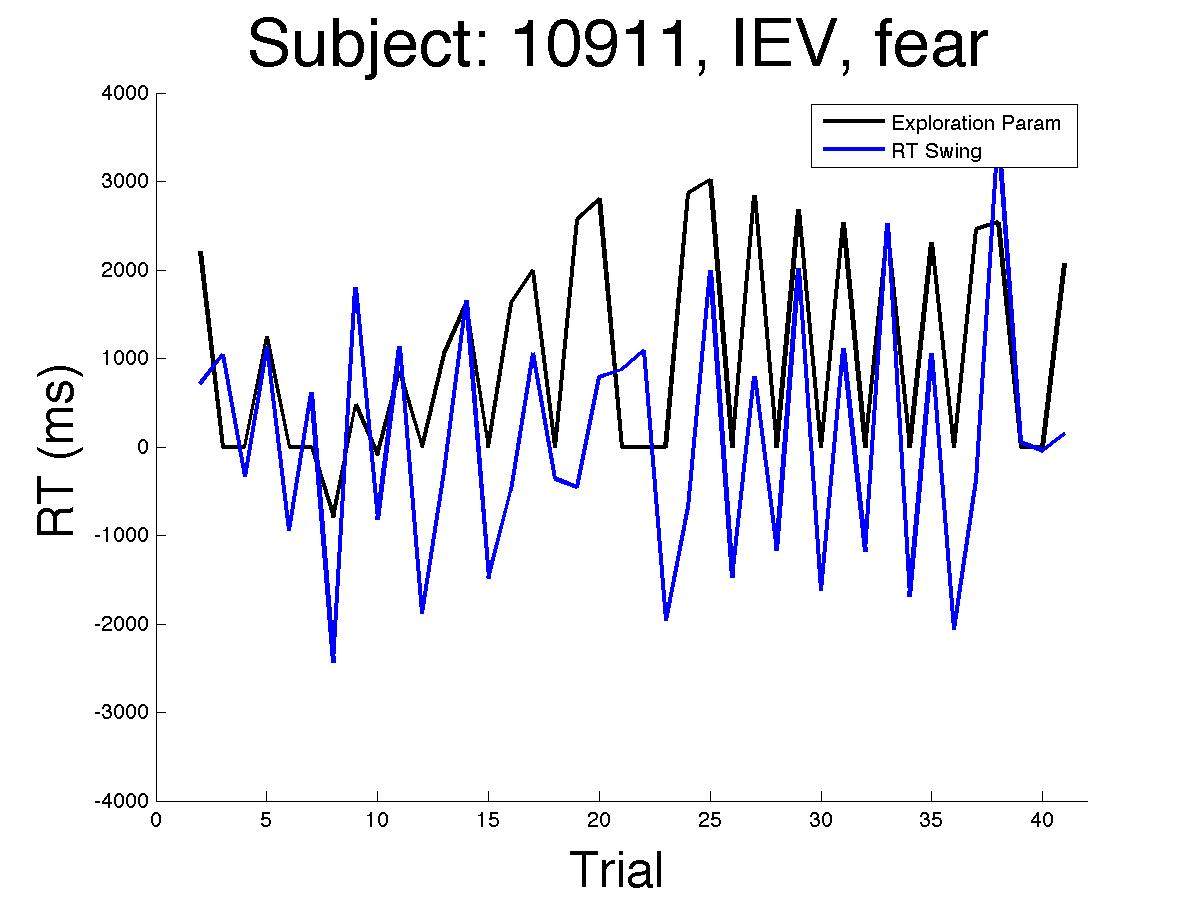 Subject: 10911, IEV, fear
4000
3000
2000
1000
0
-1000
-2000
-3000
-4000
RT (ms)
Exploration Param
RT Swing
0 5 10 15 20 25 30 35 40
Trial